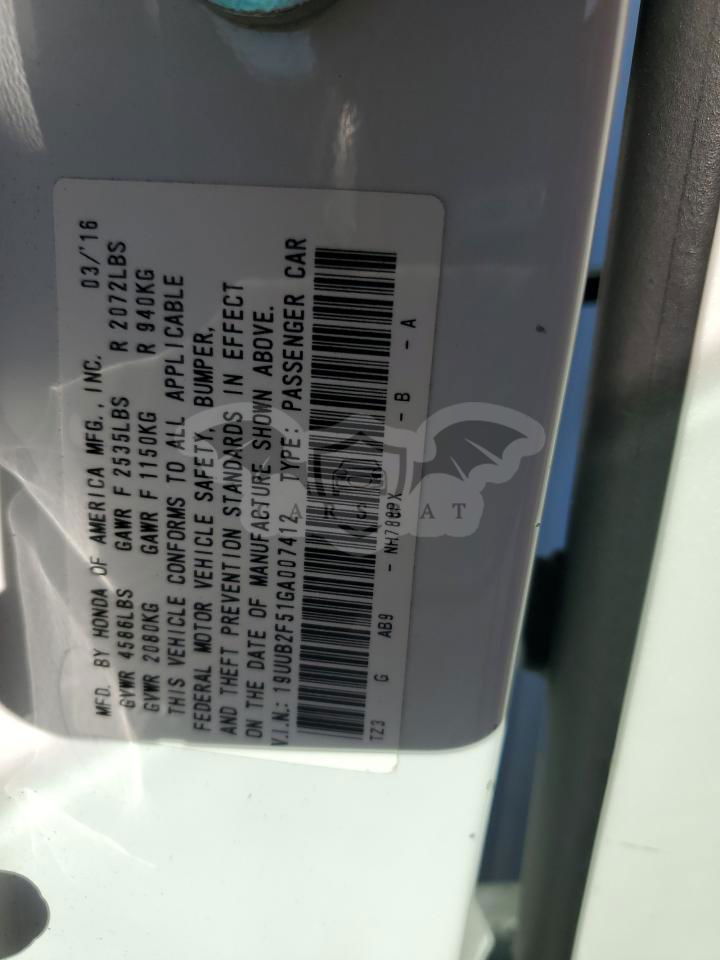 MFD. BY HONDA OF AMERICA MFG., INC. 03/'16
GVWR 4586LBS GAWR F 2535LBS R 2072LBS
GVWR 2080KG GAWR F 1150KG R 940KG
THIS VEHICLE CONFORMS TO ALL APPLICABLE
FEDERAL MOTOR VEHICLE SAFETY, BUMPER,
AND THEFT PREVENTION STANDARDS IN EFFECT
ON THE DATE OF MANUFACTURE SHOWN ABOVE.
V.I.N.: 19UUB2F51GA007412 TYPE: PASSENGER CAR
TZ3 G AB9 - NH788PX - B - A